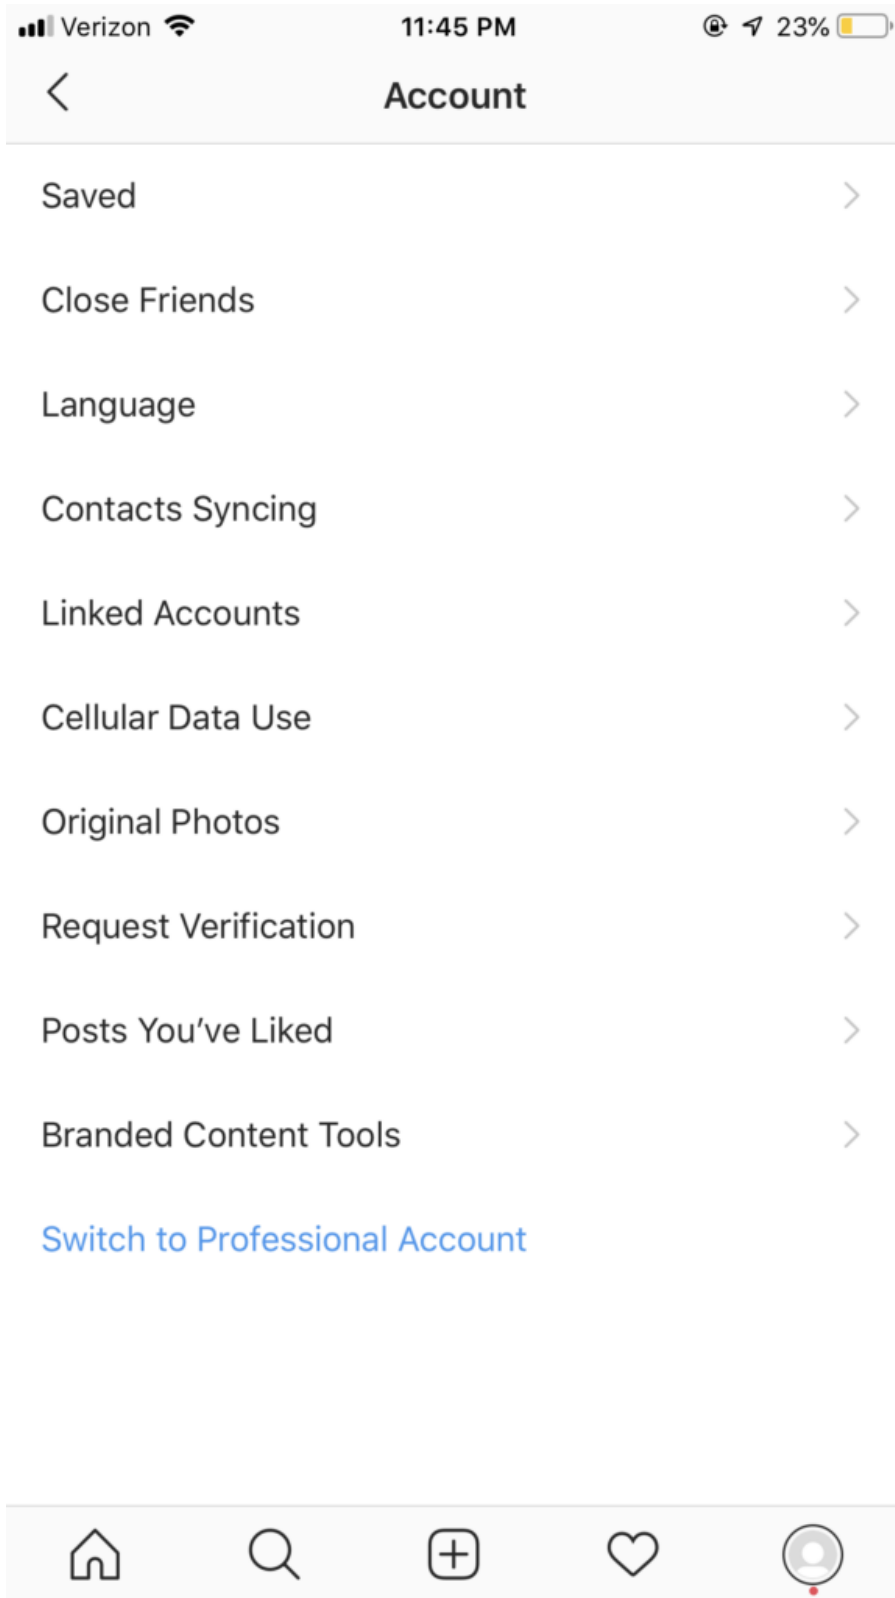 Verizon 11:45 PM 23%
Account
Saved
Close Friends
Language
Contacts Syncing
Linked Accounts
Cellular Data Use
Original Photos
Request Verification
Posts You’ve Liked
Branded Content Tools
Switch to Professional Account